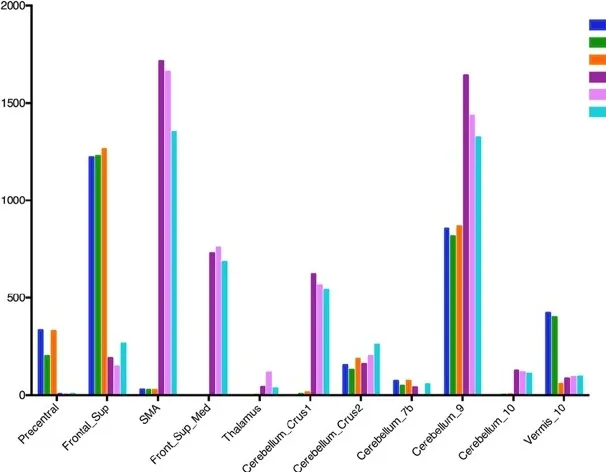 2000
1500
1000
500
0
Precentral
Frontal_Sup
SMA
Front_Sup_Med
Thalamus
Cerebellum_Crus1
Cerebellum_Crus2
Cerebellum_7b
Cerebellum_9
Cerebellum_10
Vermis_10